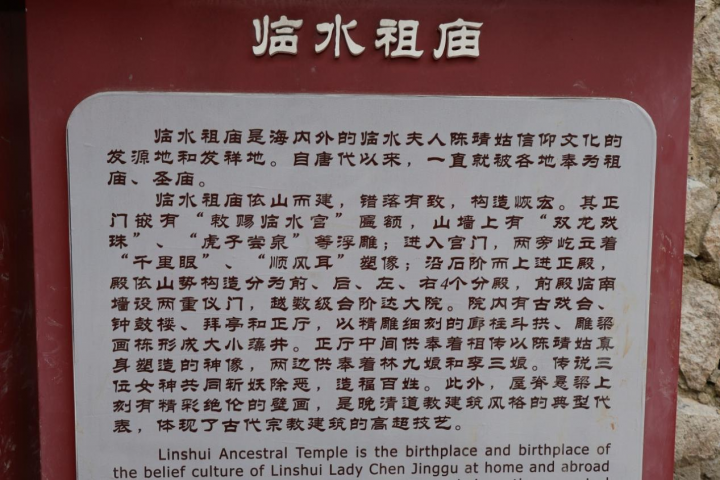 临水祖庙
临水祖庙是海内外的临水夫人陈靖姑信仰文化的
发源地和发祥地。自唐代以来，一直就被各地奉为祖
庙、圣庙。
临水祖庙依山而建，错落有致，构造恢宏。其正
门嵌有“敕赐临水宫”匾额，山墙上有“双龙戏
珠”、“虎子尝泉”等浮雕；进入宫门，两旁屹立着
“千里眼”、“顺风耳”塑像；沿石阶而上进正殿，
殿依山势构造分为前、后、左、右4个分殿，前殿临南
墙设两重仪门，越数级台阶达大院。院内有古戏台、
钟鼓楼、拜亭和正厅，以精雕细刻的廊柱斗拱、雕梁
画栋形成大小藻井。正厅中间供奉着相传以陈靖姑真
身塑造的神像，两边供奉着林九娘和李三娘。传说三
位女神共同斩妖除恶，造福百姓。此外，屋脊悬梁上
刻有精彩绝伦的壁画，是晚清道教建筑风格的典型代
表，体现了古代宗教建筑的高超技艺。
Linshui Ancestral Temple is the birthplace and birthplace of
the belief culture of Linshui Lady Chen Jinggu at home and abroad